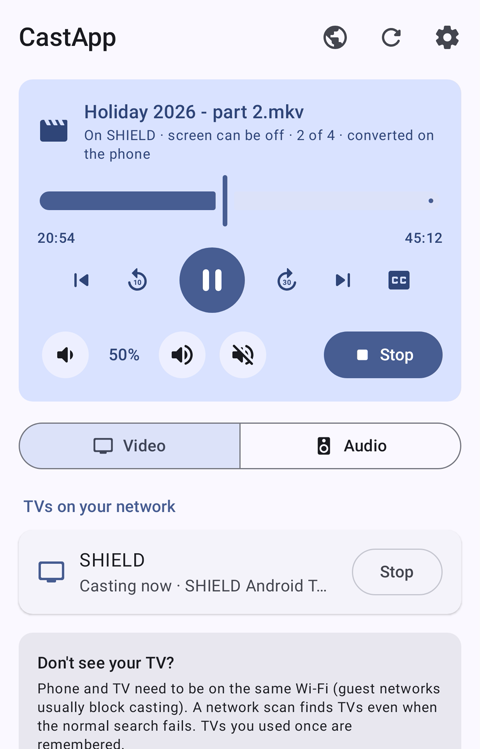 CastApp
Holiday 2026 - part 2.mkv
On SHIELD · screen can be off · 2 of 4 · converted on
the phone
20:54
45:12
10
30
CC
50%
Stop
Video
Audio
TVs on your network
SHIELD
Casting now · SHIELD Android T...
Stop
Don't see your TV?
Phone and TV need to be on the same Wi-Fi (guest networks
usually block casting). A network scan finds TVs even when
the normal search fails. TVs you used once are
remembered.